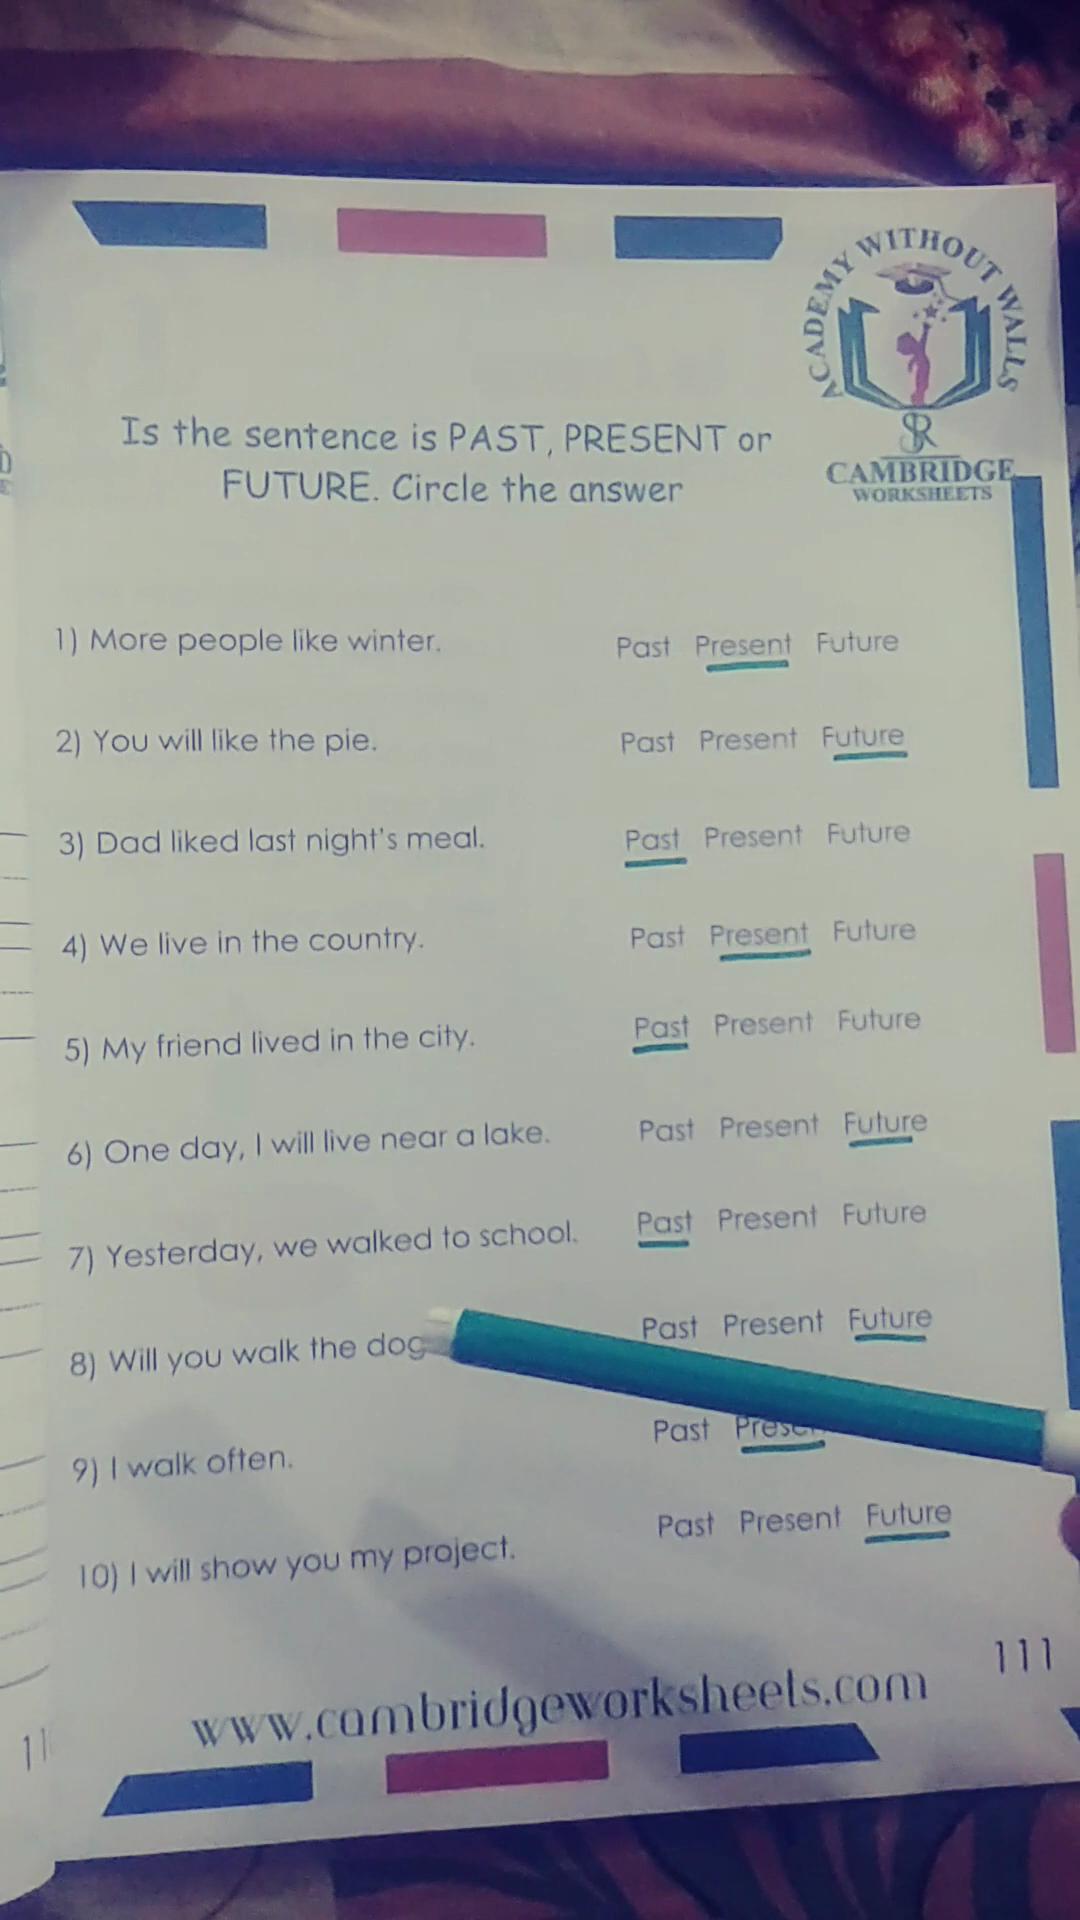 ACADEMY WITHOUT WALLS
SR
CAMBRIDGE
WORKSHEETS
Is the sentence is PAST, PRESENT or
FUTURE. Circle the answer
1) More people like winter. Past Present Future
2) You will like the pie. Past Present Future
3) Dad liked last night's meal. Past Present Future
4) We live in the country. Past Present Future
5) My friend lived in the city. Past Present Future
6) One day, I will live near a lake. Past Present Future
7) Yesterday, we walked to school. Past Present Future
8) Will you walk the dog Past Present Future
9) I walk often. Past
10) I will show you my project. Past Present Future
111
www.cambridgeworksheets.com